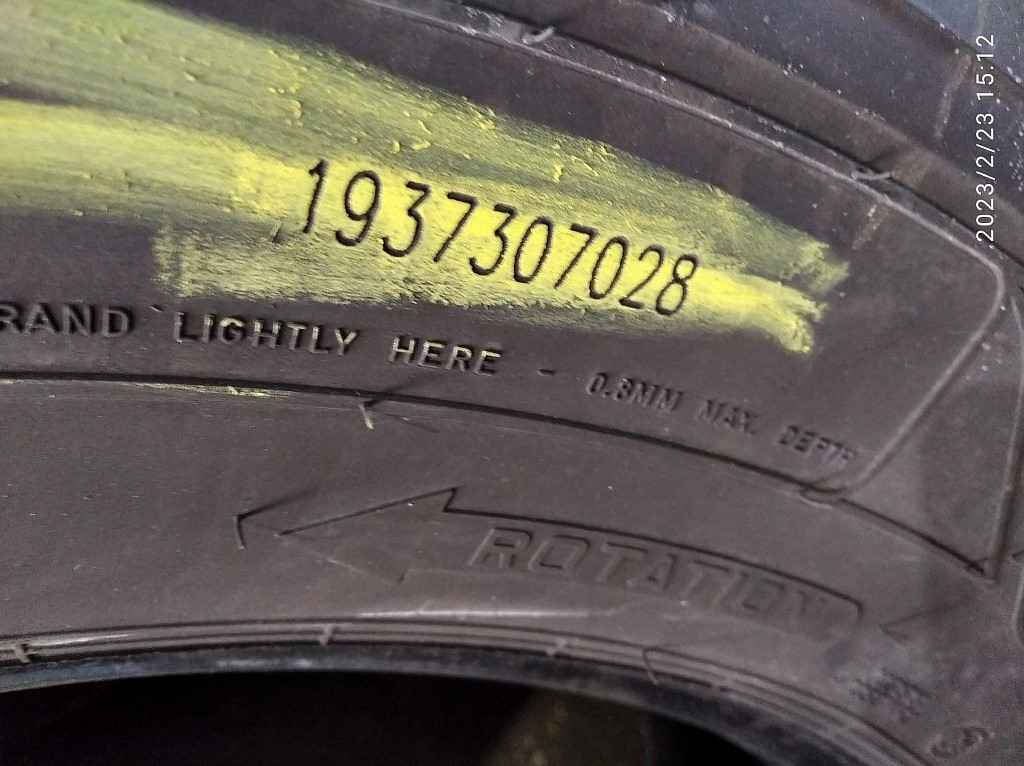 1937307028
RAND LIGHTLY HERE - 0.8MM MAX. DEPTH
ROTATION
2023/2/23 15:12